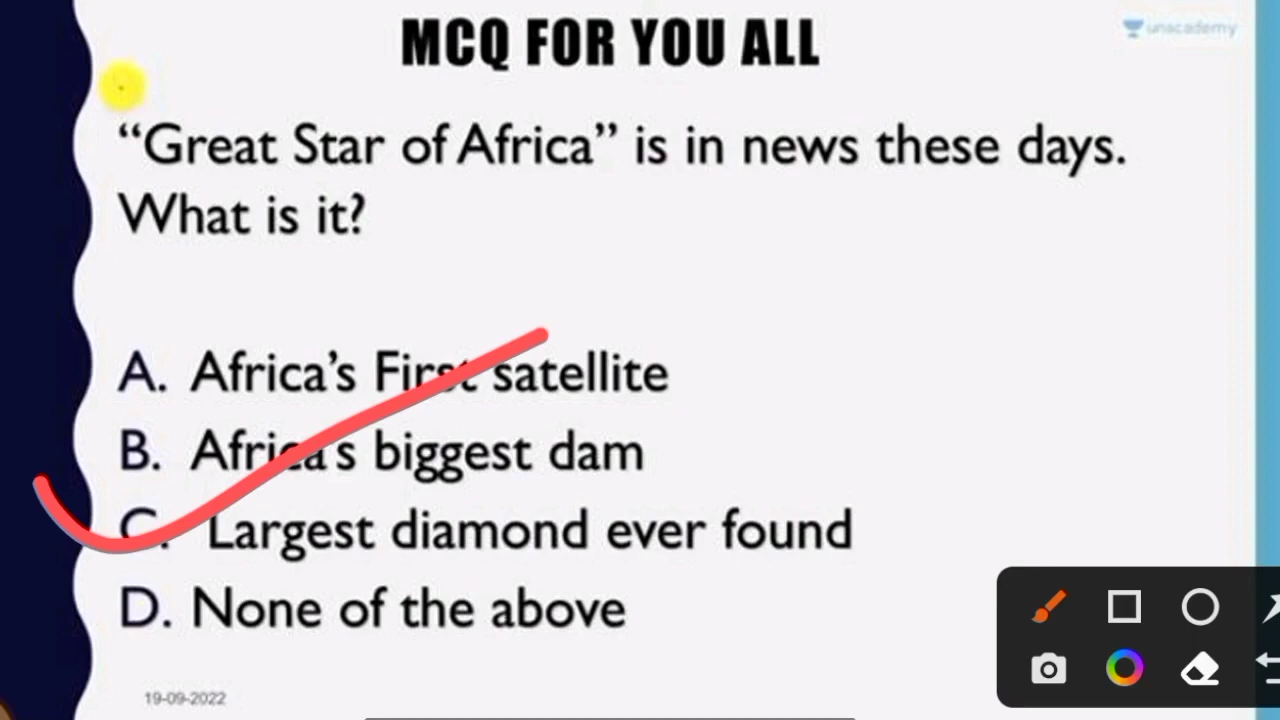 MCQ FOR YOU ALL
unacademy
“Great Star of Africa” is in news these days.
What is it?
A. Africa’s First satellite
B. Africa’s biggest dam
C. Largest diamond ever found
D. None of the above
19-09-2022